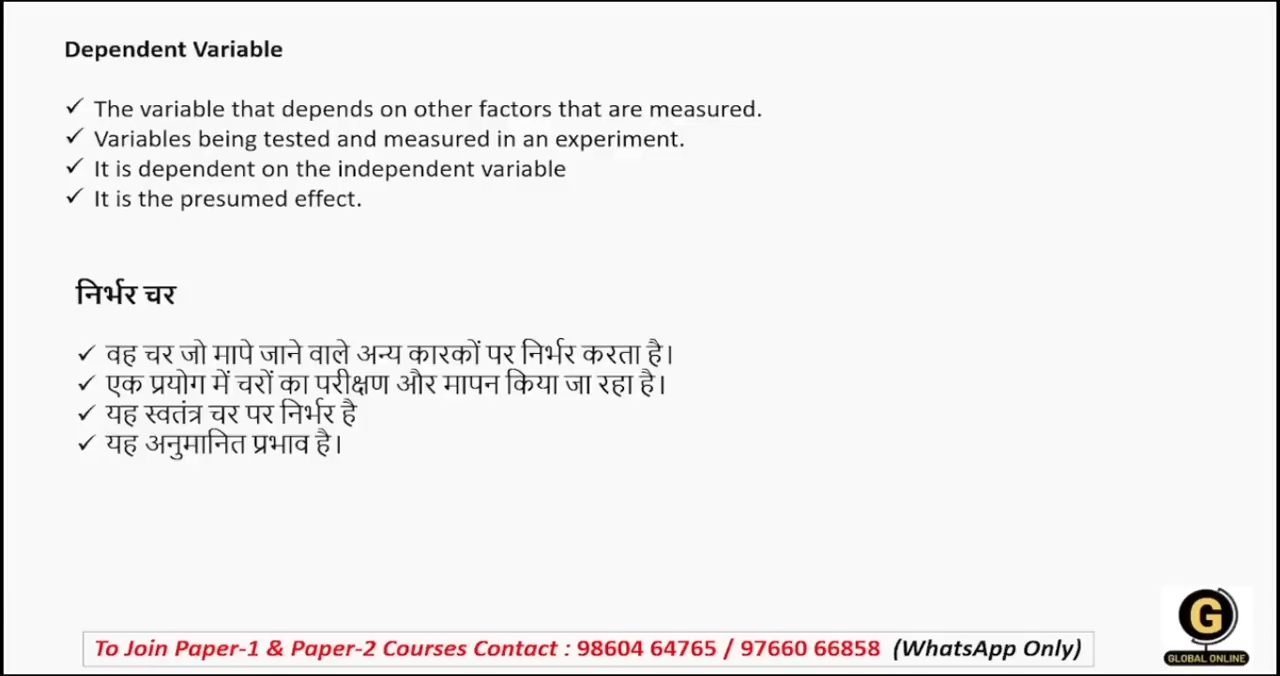 Dependent Variable
✓ The variable that depends on other factors that are measured.
✓ Variables being tested and measured in an experiment.
✓ It is dependent on the independent variable
✓ It is the presumed effect.
निर्भर चर
✓ वह चर जो मापे जाने वाले अन्य कारकों पर निर्भर करता है।
✓ एक प्रयोग में चरों का परीक्षण और मापन किया जा रहा है।
✓ यह स्वतंत्र चर पर निर्भर है
✓ यह अनुमानित प्रभाव है।
To Join Paper-1 & Paper-2 Courses Contact : 98604 64765 / 97660 66858 (WhatsApp Only)
G
GLOBAL ONLINE